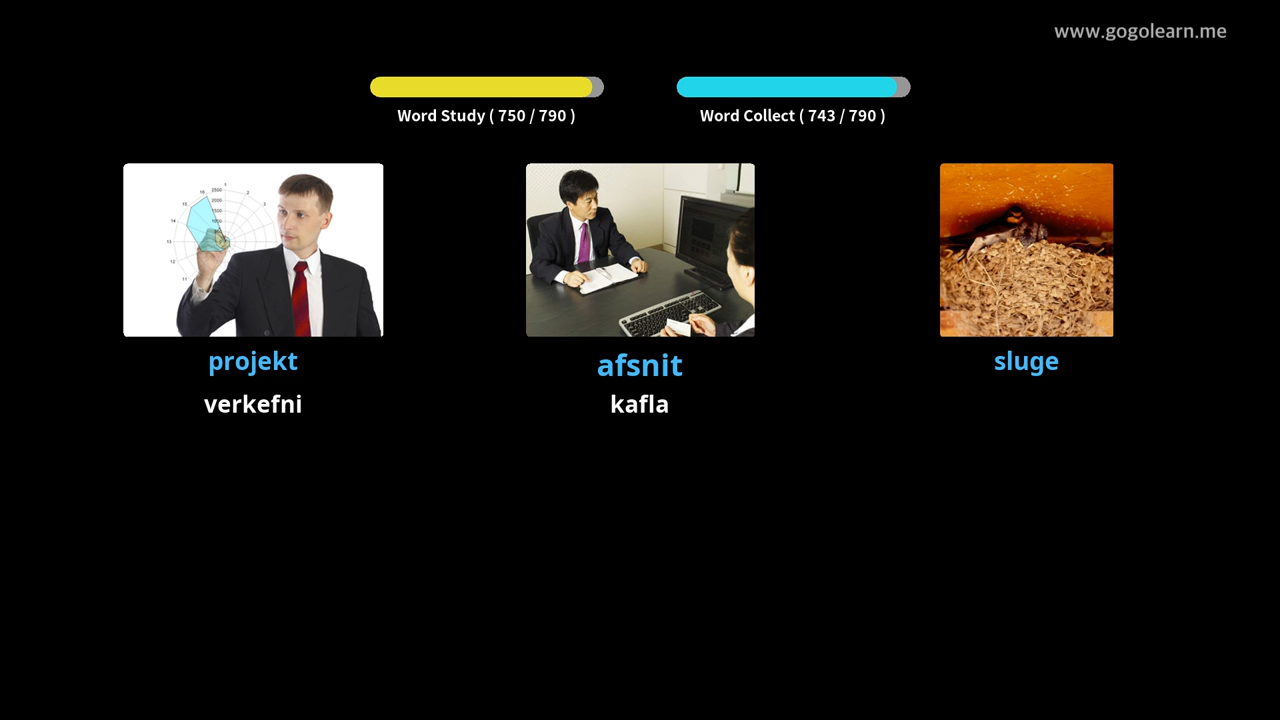 www.gogolearn.me
Word Study ( 750 / 790 )
Word Collect ( 743 / 790 )
projekt
afsnit
sluge
verkefni
kafla